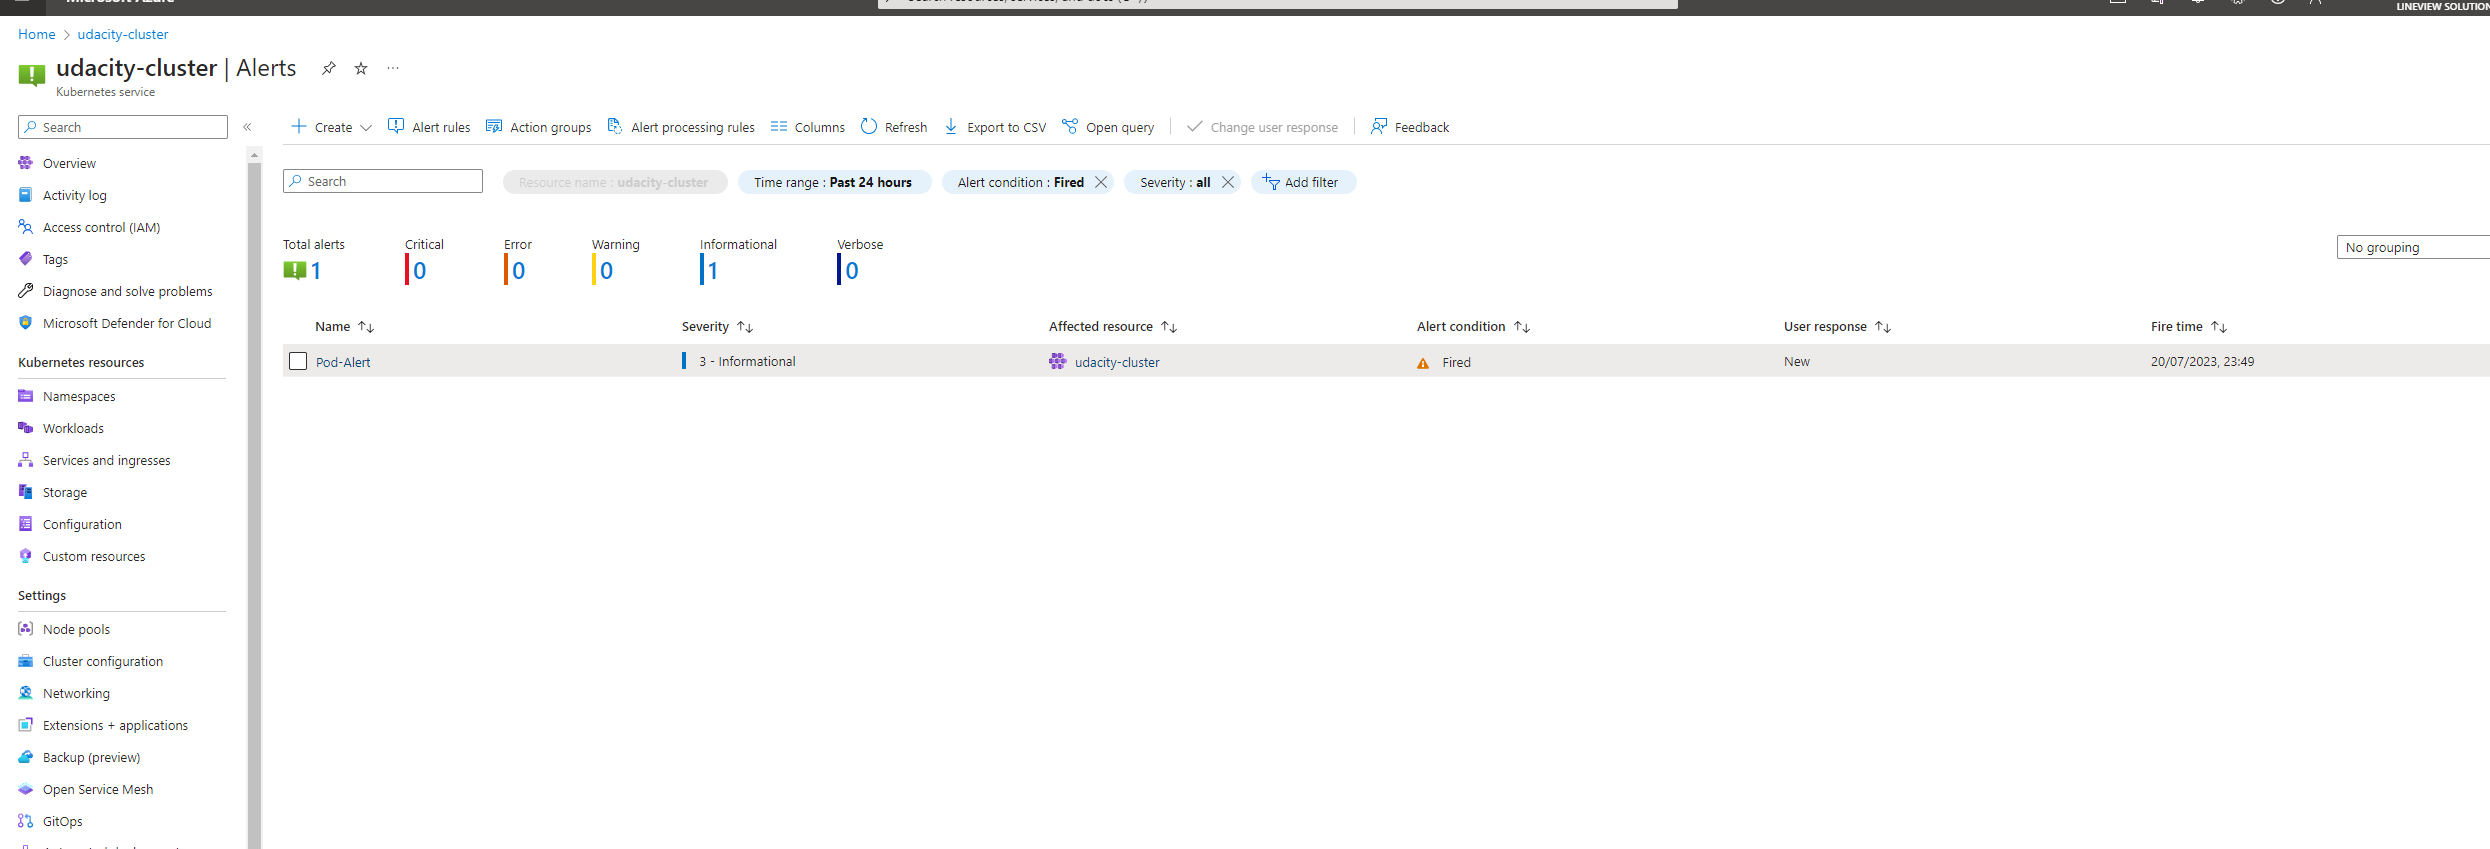 Microsoft Azure
LINEVIEW SOLUTION
Home > udacity-cluster
udacity-cluster | Alerts ...
Kubernetes service
Search «
Create Alert rules Action groups Alert processing rules Columns Refresh Export to CSV Open query Change user response Feedback
Overview
Activity log
Access control (IAM)
Tags
Diagnose and solve problems
Microsoft Defender for Cloud
Kubernetes resources
Namespaces
Workloads
Services and ingresses
Storage
Configuration
Custom resources
Settings
Node pools
Cluster configuration
Networking
Extensions + applications
Backup (preview)
Open Service Mesh
GitOps
Search Resource name : udacity-cluster Time range : Past 24 hours Alert condition : Fired Severity : all Add filter
Total alerts Critical Error Warning Informational Verbose
1 0 0 0 1 0
No grouping
Name Severity Affected resource Alert condition User response Fire time
Pod-Alert 3 - Informational udacity-cluster Fired New 20/07/2023, 23:49